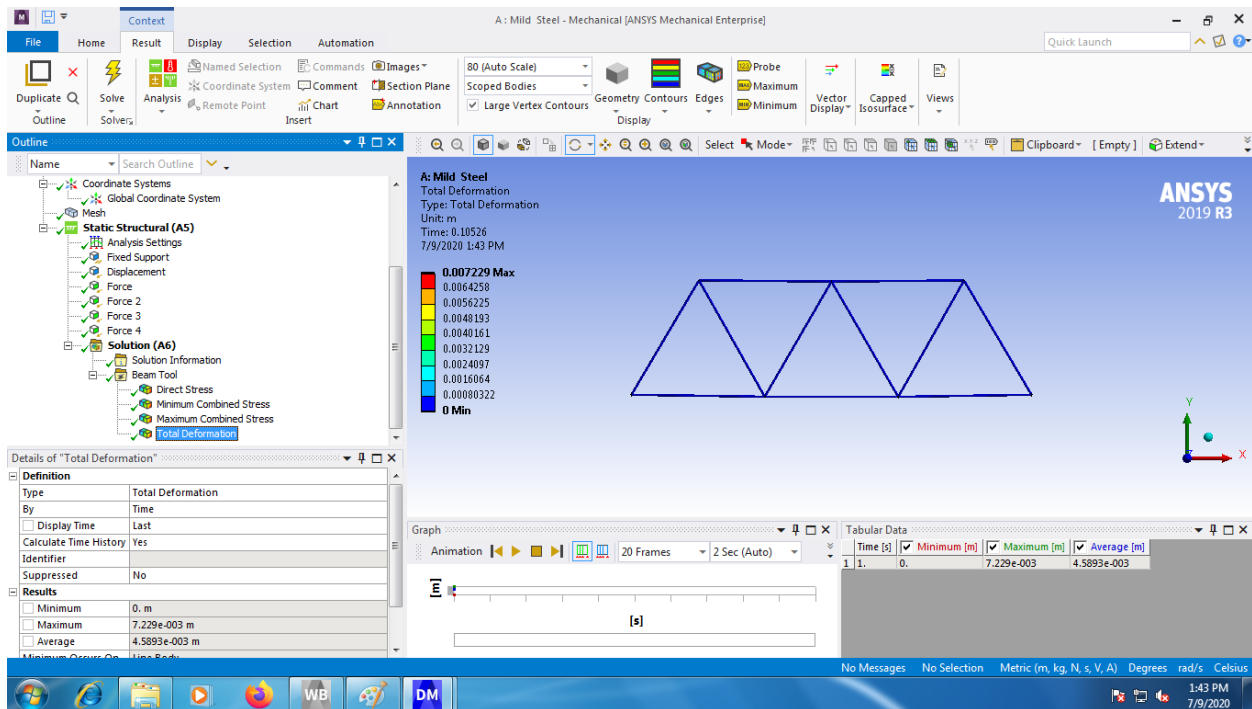 M
Context
A : Mild Steel - Mechanical [ANSYS Mechanical Enterprise]
File Home Result Display Selection Automation
Quick Launch
Duplicate
Outline
Solve
Solvers
Analysis
Named Selection
Coordinate System
Remote Point
Commands
Comment
Chart
Images
Section Plane
Annotation
Insert
80 (Auto Scale)
Scoped Bodies
Large Vertex Contours
Geometry Contours Edges
Display
Probe
Maximum
Minimum
Vector Display
Capped Isosurface
Views
Outline
Name Search Outline
Select Mode Clipboard [ Empty ] Extend
Coordinate Systems
Global Coordinate System
Mesh
Static Structural (A5)
Analysis Settings
Fixed Support
Displacement
Force
Force 2
Force 3
Force 4
Solution (A6)
Solution Information
Beam Tool
Direct Stress
Minimum Combined Stress
Maximum Combined Stress
Total Deformation
A: Mild Steel
Total Deformation
Type: Total Deformation
Unit: m
Time: 0.10526
7/9/2020 1:43 PM
0.007229 Max
0.0064258
0.0056225
0.0048193
0.0040161
0.0032129
0.0024097
0.0016064
0.00080322
0 Min
ANSYS
2019 R3
Y
X
Details of "Total Deformation"
Definition
Type Total Deformation
By Time
Display Time Last
Calculate Time History Yes
Identifier
Suppressed No
Results
Minimum 0. m
Maximum 7.229e-003 m
Average 4.5893e-003 m
Minimum Occurs On Line Body
Graph
Animation 20 Frames 2 Sec (Auto)
[m]
[s]
Tabular Data
Time [s] Minimum [m] Maximum [m] Average [m]
1 1. 0. 7.229e-003 4.5893e-003
No Messages No Selection Metric (m, kg, N, s, V, A) Degrees rad/s Celsius
WB
DM
1:43 PM
7/9/2020